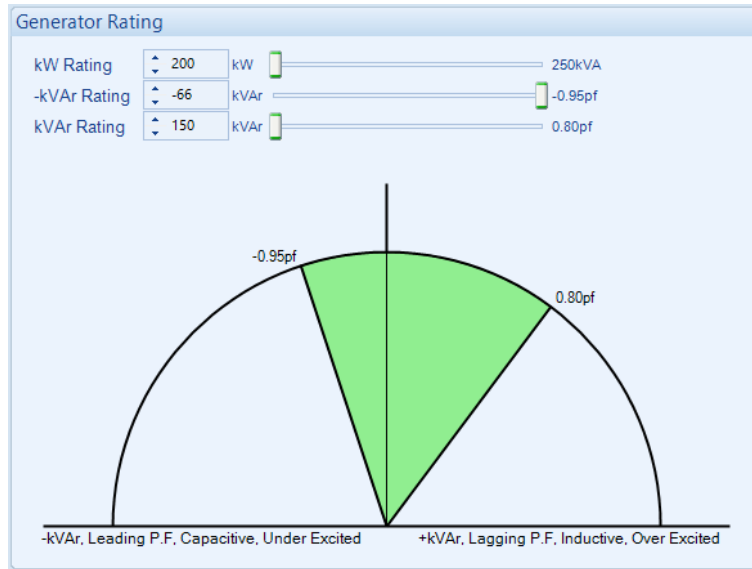 Generator Rating
kW Rating 200 kW 250kVA
-kVAr Rating -66 kVAr -0.95pf
kVAr Rating 150 kVAr 0.80pf
-0.95pf
0.80pf
-kVAr, Leading P.F, Capacitive, Under Excited +kVAr, Lagging P.F, Inductive, Over Excited